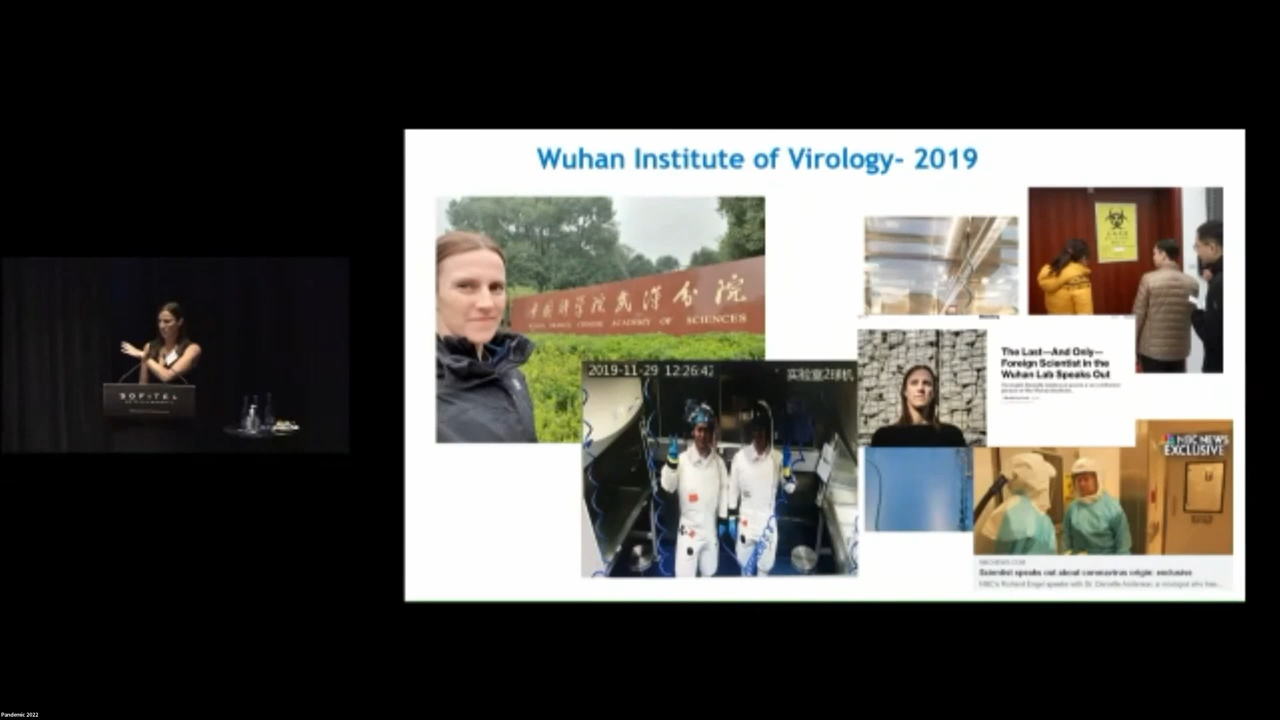 Wuhan Institute of Virology- 2019
中国科学院武汉分院
WUHAN BRANCH, CHINESE ACADEMY OF SCIENCES
2019-11-29 12:26:42
实验室2球机
The Last—And Only—
Foreign Scientist in the
Wuhan Lab Speaks Out
NBC NEWS
EXCLUSIVE
NBCNEWS.COM
Scientist speaks out about coronavirus origin: exclusive
NBC's Richard Engel speaks with Dr. Danielle Anderson, a virologist who has...
SOFITEL
Pandemic 2022